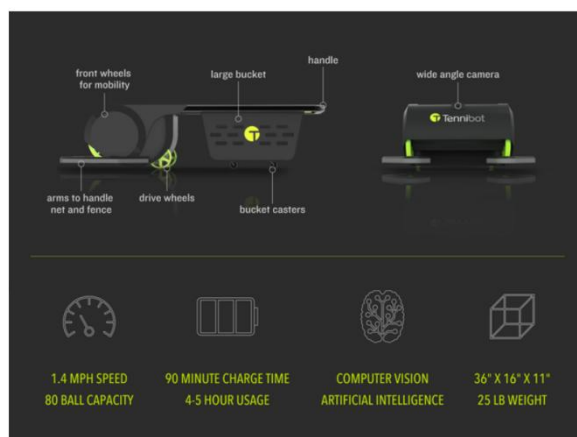 handle
front wheels
for mobility
large bucket
wide angle camera
Tennibot
arms to handle
net and fence
drive wheels
bucket casters
1.4 MPH SPEED
80 BALL CAPACITY
90 MINUTE CHARGE TIME
4-5 HOUR USAGE
COMPUTER VISION
ARTIFICIAL INTELLIGENCE
36" X 16" X 11"
25 LB WEIGHT